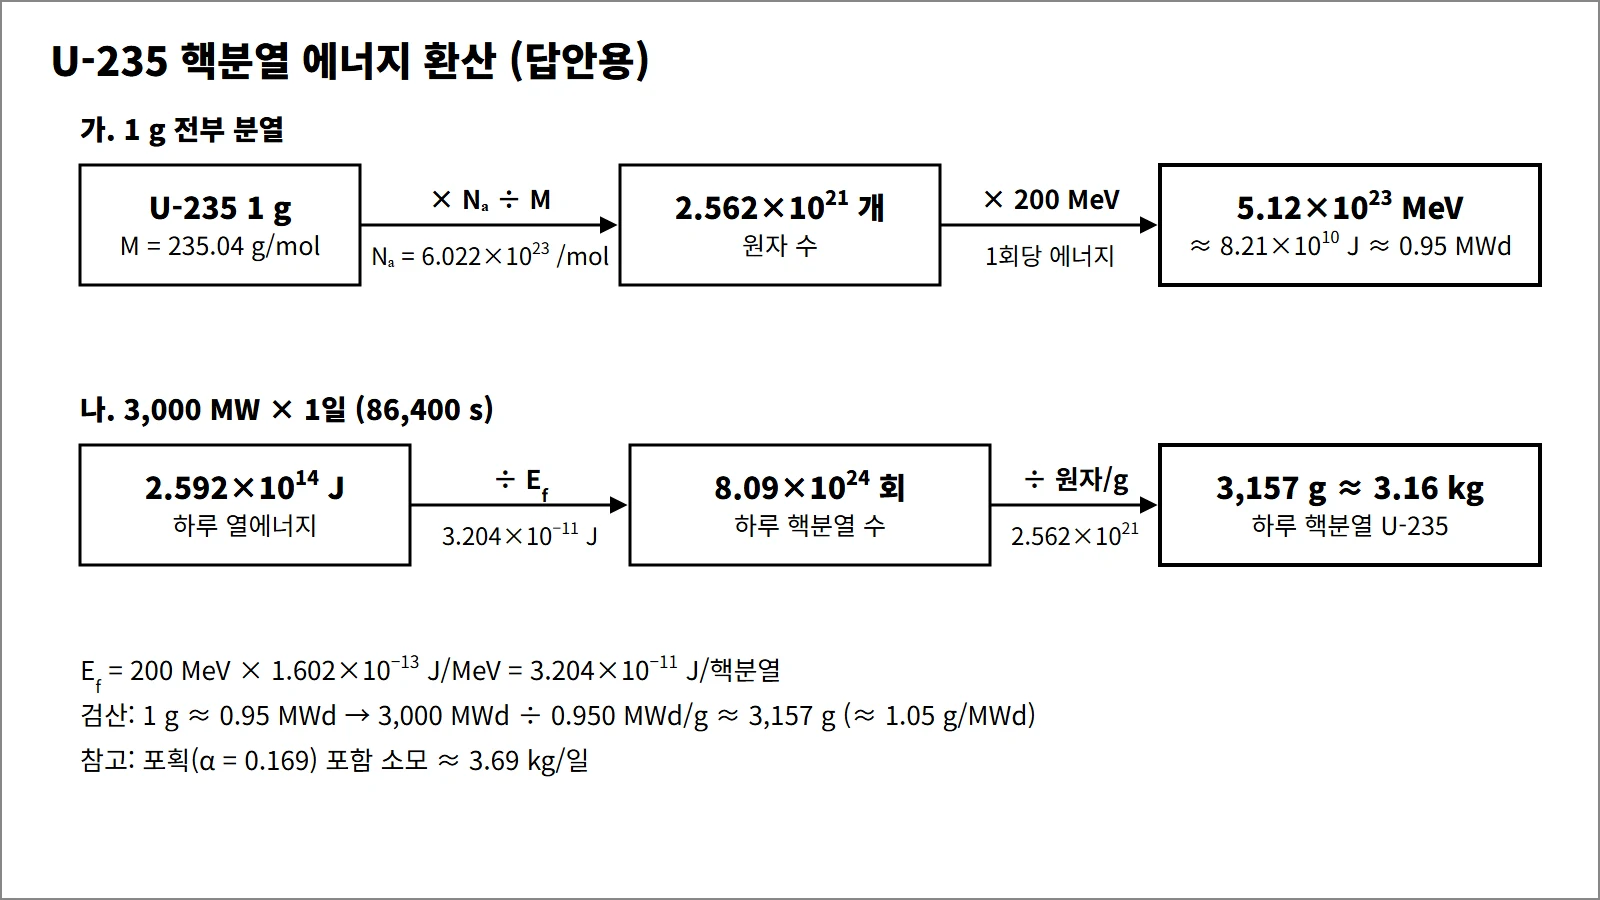 U-235 핵분열 에너지 환산 (답안용)
가. 1 g 전부 분열
U-235 1 g
M = 235.04 g/mol
× Nₐ ÷ M
Nₐ = 6.022×10²³ /mol
2.562×10²¹ 개
원자 수
× 200 MeV
1회당 에너지
5.12×10²³ MeV
≈ 8.21×10¹⁰ J ≈ 0.95 MWd
나. 3,000 MW × 1일 (86,400 s)
2.592×10¹⁴ J
하루 열에너지
÷ E_f
3.204×10⁻¹¹ J
8.09×10²⁴ 회
하루 핵분열 수
÷ 원자/g
2.562×10²¹
3,157 g ≈ 3.16 kg
하루 핵분열 U-235
E_f = 200 MeV × 1.602×10⁻¹³ J/MeV = 3.204×10⁻¹¹ J/핵분열
검산: 1 g ≈ 0.95 MWd → 3,000 MWd ÷ 0.950 MWd/g ≈ 3,157 g (≈ 1.05 g/MWd)
참고: 포획(α = 0.169) 포함 소모 ≈ 3.69 kg/일